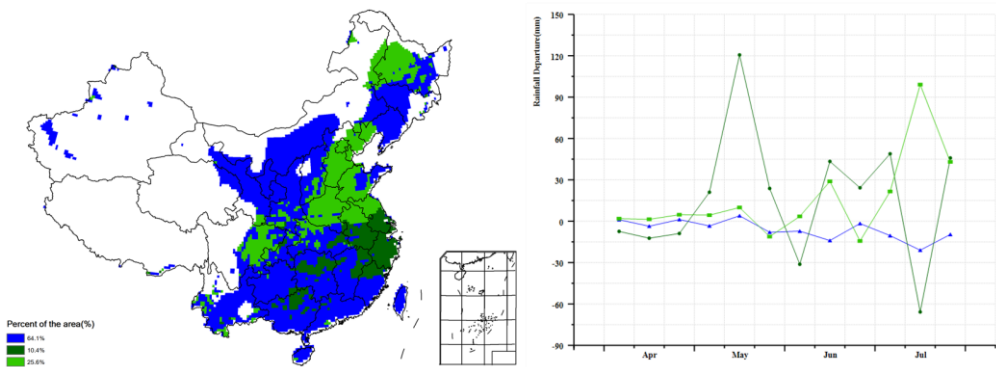 Percent of the area(%)
64.1%
10.4%
25.6%
Rainfall Departure(mm)
150
120
90
60
30
0
-30
-60
-90
Apr
May
Jun
Jul